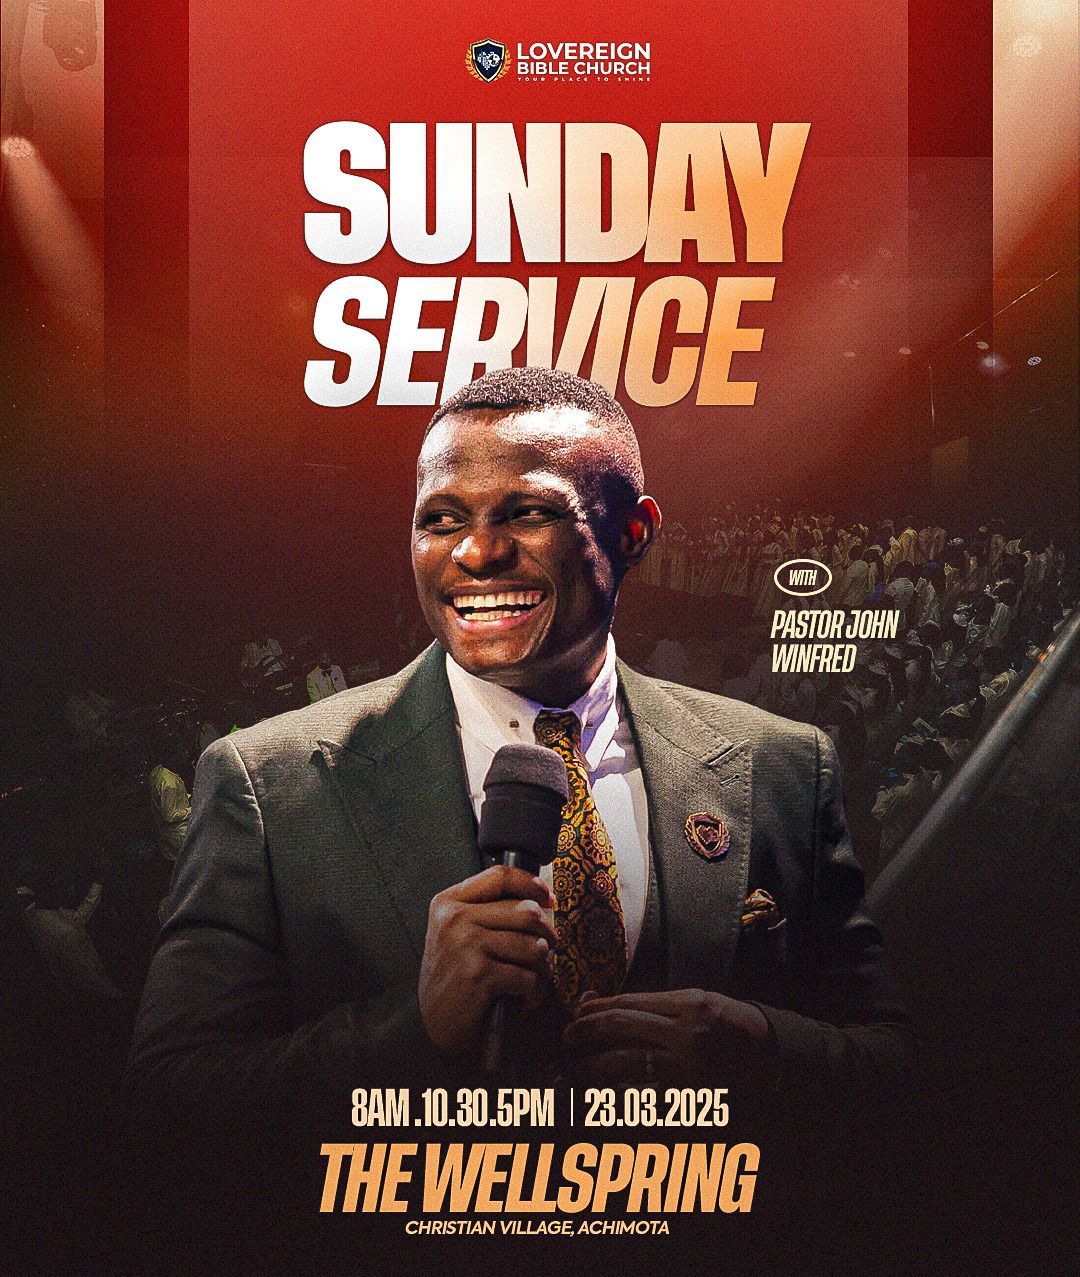 LOVEREIGN
BIBLE CHURCH
YOUR PLACE TO SHINE
SUNDAY
SERVICE
WITH
PASTOR JOHN
WINFRED
8AM.10.30.5PM | 23.03.2025
THE WELLSPRING
CHRISTIAN VILLAGE, ACHIMOTA